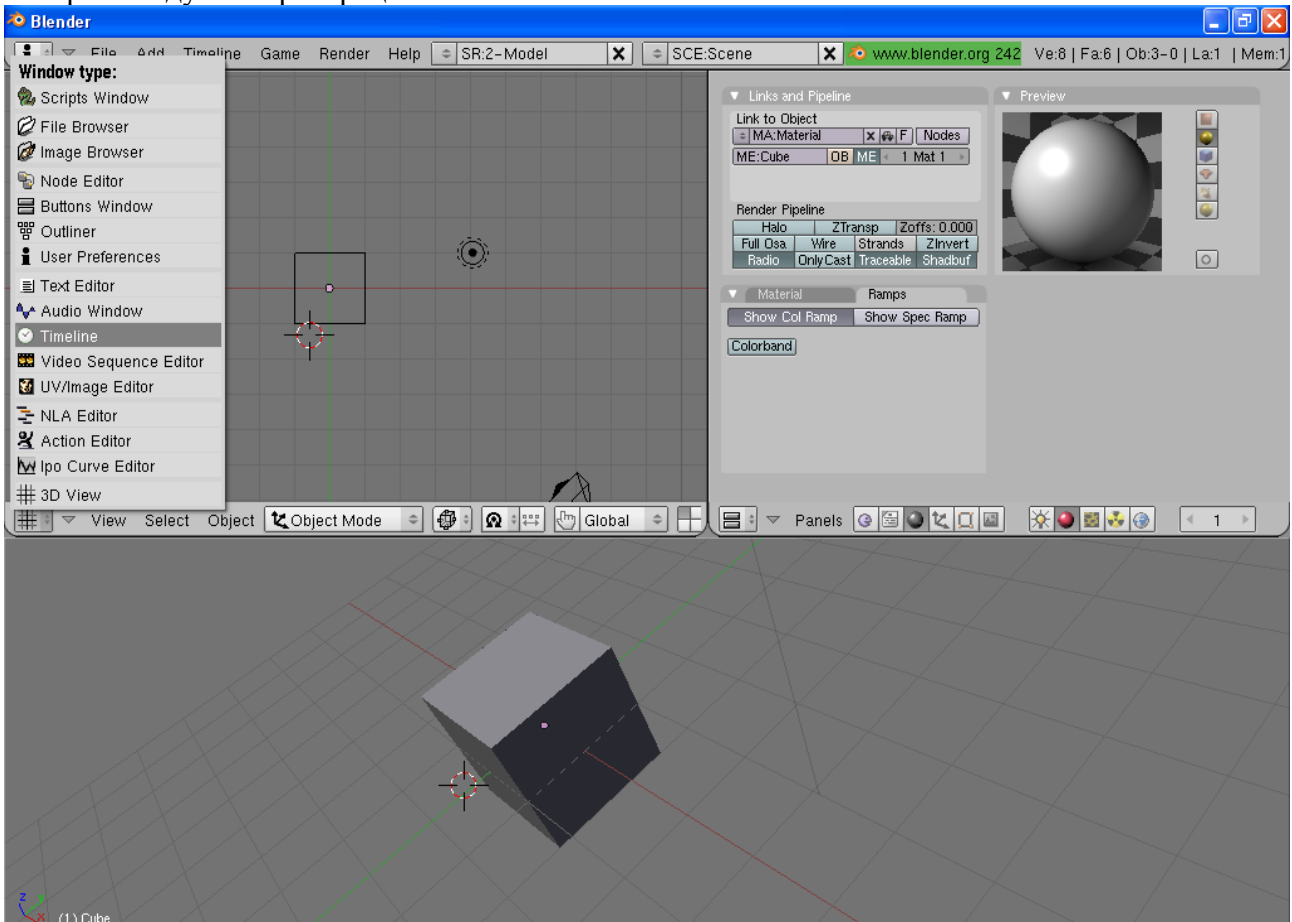 Blender
File Add Timeline Game Render Help SR:2-Model SCE:Scene www.blender.org 242 Ve:8 | Fa:6 | Ob:3-0 | La:1 | Mem:1
Window type:
Scripts Window
File Browser
Image Browser
Node Editor
Buttons Window
Outliner
User Preferences
Text Editor
Audio Window
Timeline
Video Sequence Editor
UV/Image Editor
NLA Editor
Action Editor
Ipo Curve Editor
3D View
View Select Object Object Mode Global
Links and Pipeline
Link to Object
MA:Material F Nodes
ME:Cube OB ME 1 Mat 1
Render Pipeline
Halo ZTransp Zoffs: 0.000
Full Osa Wire Strands ZInvert
Radio OnlyCast Traceable Shadbuf
Material Ramps
Show Col Ramp Show Spec Ramp
Colorband
Preview
Panels 1
z
x
(1) Cube